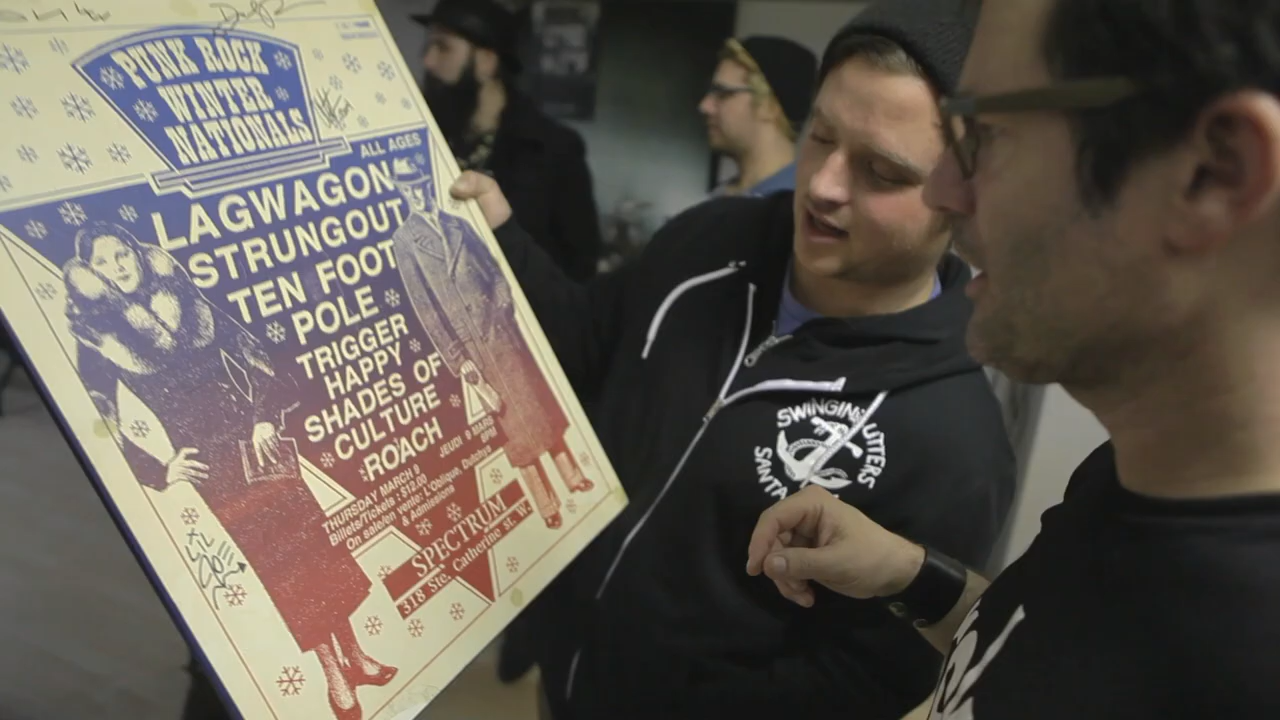 PUNK ROCK
WINTER
NATIONALS
ALL AGES
LAGWAGON
STRUNGOUT
TEN FOOT
POLE
TRIGGER
HAPPY
SHADES OF
CULTURE
ROACH
THURSDAY MARCH 9
Billets/Tickets : $12.00
On sale/en vente: L'Oblique, Dutchys
& Admissions
JEUDI 9 MARS
8PM
SPECTRUM
318 Ste. Catherine st. W.
SWINGIN' UTTERS
SANTA